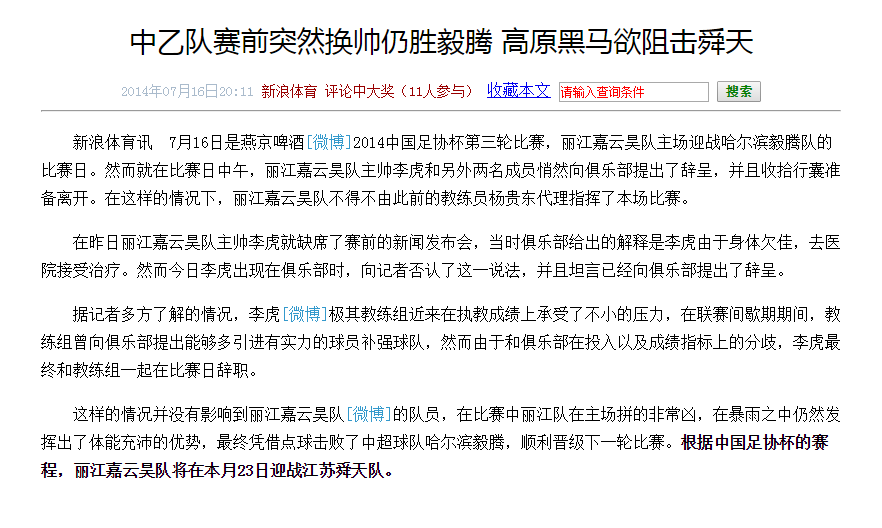 中乙队赛前突然换帅仍胜毅腾 高原黑马欲阻击舜天
2014年07月16日20:11 新浪体育 评论中大奖（11人参与） 收藏本文 请输入查询条件 搜索
新浪体育讯　7月16日是燕京啤酒[微博]2014中国足协杯第三轮比赛，丽江嘉云昊队主场迎战哈尔滨毅腾队的
比赛日。然而就在比赛日中午，丽江嘉云昊队主帅李虎和另外两名成员悄然向俱乐部提出了辞呈，并且收拾行囊准
备离开。在这样的情况下，丽江嘉云昊队不得不由此前的教练员杨贵东代理指挥了本场比赛。
在昨日丽江嘉云昊队主帅李虎就缺席了赛前的新闻发布会，当时俱乐部给出的解释是李虎由于身体欠佳，去医
院接受治疗。然而今日李虎出现在俱乐部时，向记者否认了这一说法，并且坦言已经向俱乐部提出了辞呈。
据记者多方了解的情况，李虎[微博]极其教练组近来在执教成绩上承受了不小的压力，在联赛间歇期期间，教
练组曾向俱乐部提出能够多引进有实力的球员补强球队，然而由于和俱乐部在投入以及成绩指标上的分歧，李虎最
终和教练组一起在比赛日辞职。
这样的情况并没有影响到丽江嘉云昊队[微博]的队员，在比赛中丽江队在主场拼的非常凶，在暴雨之中仍然发
挥出了体能充沛的优势，最终凭借点球击败了中超球队哈尔滨毅腾，顺利晋级下一轮比赛。根据中国足协杯的赛
程，丽江嘉云昊队将在本月23日迎战江苏舜天队。